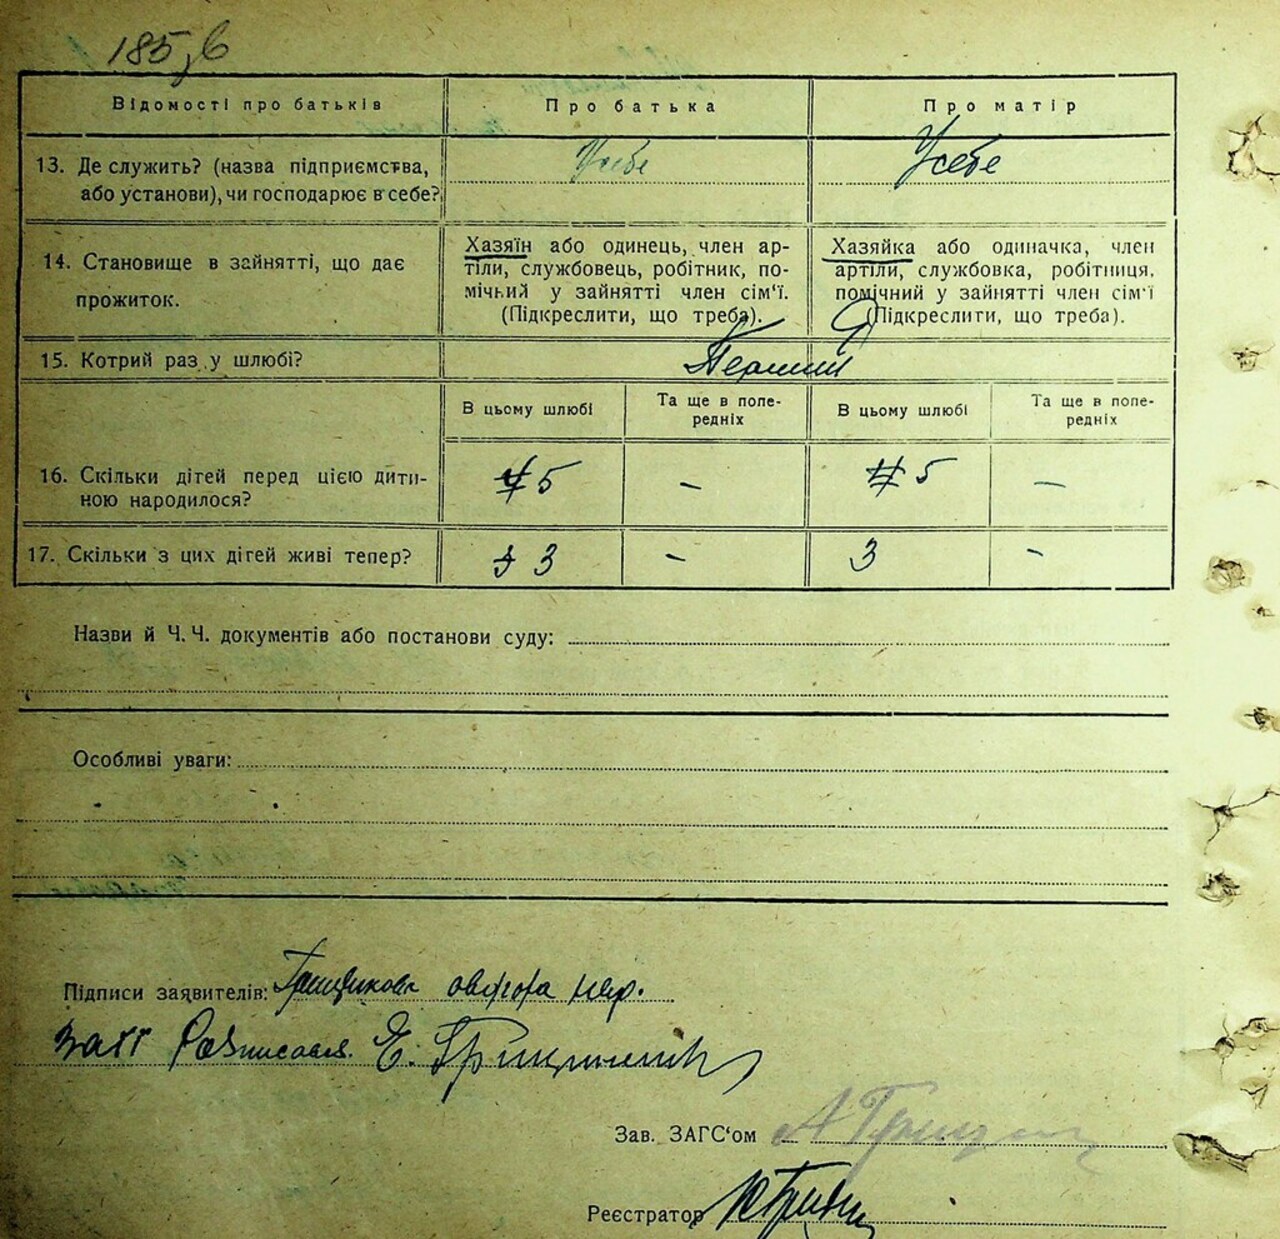 185
Відомості про батьків
Про батька
Про матір
13. Де служить? (назва підприємства,
або установи), чи господарює в себе?
Усебе
Усебе
14. Становище в зайнятті, що дає
прожиток.
Хазяїн або одинець, член ар-
тіли, службовець, робітник, по-
мічний у зайнятті член сім‘ї.
(Підкреслити, що треба).
Хазяйка або одиначка, член
артіли, службовка, робітниця,
помічний у зайнятті член сім‘ї
(Підкреслити, що треба).
15. Котрий раз у шлюбі?
Перший
В цьому шлюбі
Та ще в попе-
редніх
В цьому шлюбі
Та ще в попе-
редніх
16. Скільки дітей перед цією дити-
ною народилося?
5
-
5
-
17. Скільки з цих дітей живі тепер?
3
-
3
-
Назви й Ч. Ч. документів або постанови суду:
Особливі уваги:
Підписи заявителів:
Е.
Зав. ЗАГС‘ом
Реєстратор